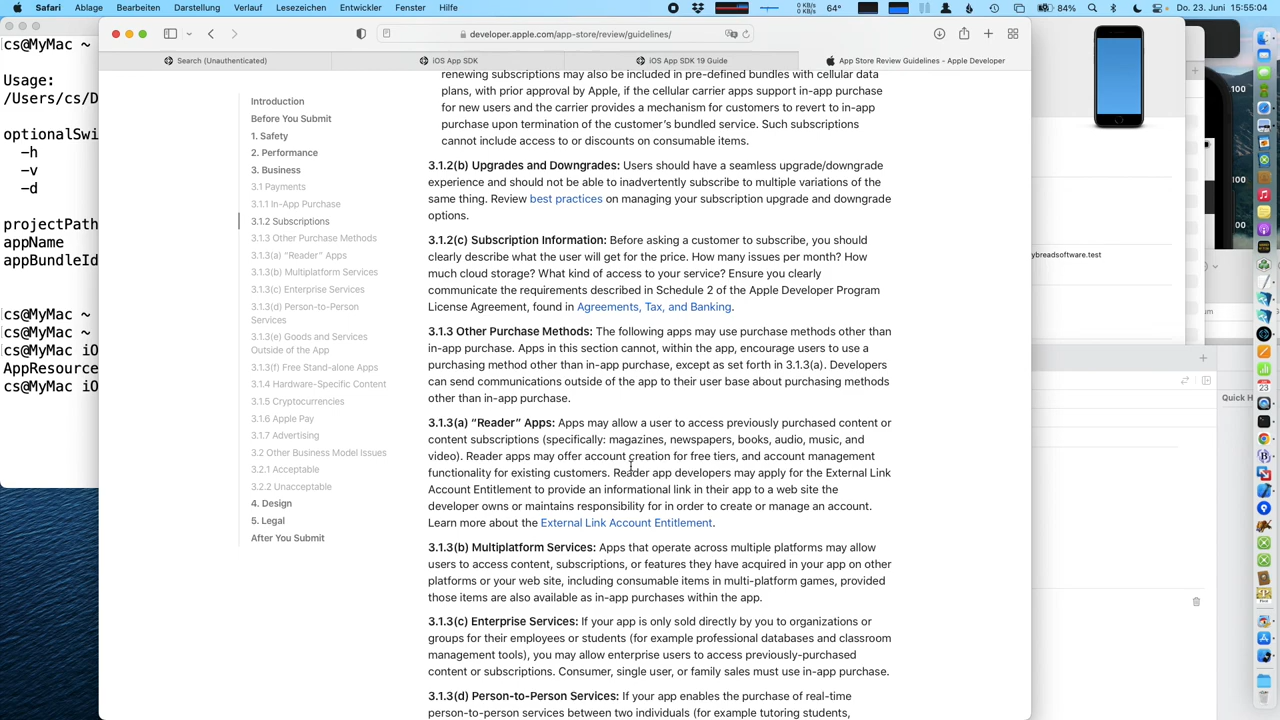 Safari Ablage Bearbeiten Darstellung Verlauf Lesezeichen Entwickler Fenster Hilfe
0 KB/s
0 KB/s
84%
Do. 23. Juni 15:55:04
cs@MyMac ~
Usage:
/Users/cs/D
optionalSwi
-h
-v
-d
projectPath
appName
appBundleId
cs@MyMac ~
cs@MyMac ~
cs@MyMac iO
AppResource
cs@MyMac iO
developer.apple.com/app-store/review/guidelines/
Search (Unauthenticated)
iOS App SDK
iOS App SDK 19 Guide
App Store Review Guidelines - Apple Developer
Introduction
Before You Submit
1. Safety
2. Performance
3. Business
3.1 Payments
3.1.1 In-App Purchase
3.1.2 Subscriptions
3.1.3 Other Purchase Methods
3.1.3(a) “Reader” Apps
3.1.3(b) Multiplatform Services
3.1.3(c) Enterprise Services
3.1.3(d) Person-to-Person
Services
3.1.3(e) Goods and Services
Outside of the App
3.1.3(f) Free Stand-alone Apps
3.1.4 Hardware-Specific Content
3.1.5 Cryptocurrencies
3.1.6 Apple Pay
3.1.7 Advertising
3.2 Other Business Model Issues
3.2.1 Acceptable
3.2.2 Unacceptable
4. Design
5. Legal
After You Submit
renewing subscriptions may also be included in pre-defined bundles with cellular data
plans, with prior approval by Apple, if the cellular carrier apps support in-app purchase
for new users and the carrier provides a mechanism for customers to revert to in-app
purchase upon termination of the customer’s bundled service. Such subscriptions
cannot include access to or discounts on consumable items.
3.1.2(b) Upgrades and Downgrades: Users should have a seamless upgrade/downgrade
experience and should not be able to inadvertently subscribe to multiple variations of the
same thing. Review best practices on managing your subscription upgrade and downgrade
options.
3.1.2(c) Subscription Information: Before asking a customer to subscribe, you should
clearly describe what the user will get for the price. How many issues per month? How
much cloud storage? What kind of access to your service? Ensure you clearly
communicate the requirements described in Schedule 2 of the Apple Developer Program
License Agreement, found in Agreements, Tax, and Banking.
3.1.3 Other Purchase Methods: The following apps may use purchase methods other than
in-app purchase. Apps in this section cannot, within the app, encourage users to use a
purchasing method other than in-app purchase, except as set forth in 3.1.3(a). Developers
can send communications outside of the app to their user base about purchasing methods
other than in-app purchase.
3.1.3(a) “Reader” Apps: Apps may allow a user to access previously purchased content or
content subscriptions (specifically: magazines, newspapers, books, audio, music, and
video). Reader apps may offer account creation for free tiers, and account management
functionality for existing customers. Reader app developers may apply for the External Link
Account Entitlement to provide an informational link in their app to a web site the
developer owns or maintains responsibility for in order to create or manage an account.
Learn more about the External Link Account Entitlement.
3.1.3(b) Multiplatform Services: Apps that operate across multiple platforms may allow
users to access content, subscriptions, or features they have acquired in your app on other
platforms or your web site, including consumable items in multi-platform games, provided
those items are also available as in-app purchases within the app.
3.1.3(c) Enterprise Services: If your app is only sold directly by you to organizations or
groups for their employees or students (for example professional databases and classroom
management tools), you may allow enterprise users to access previously-purchased
content or subscriptions. Consumer, single user, or family sales must use in-app purchase.
3.1.3(d) Person-to-Person Services: If your app enables the purchase of real-time
person-to-person services between two individuals (for example tutoring students,
ybreadsoftware.test
100
100
um
Quick H
23